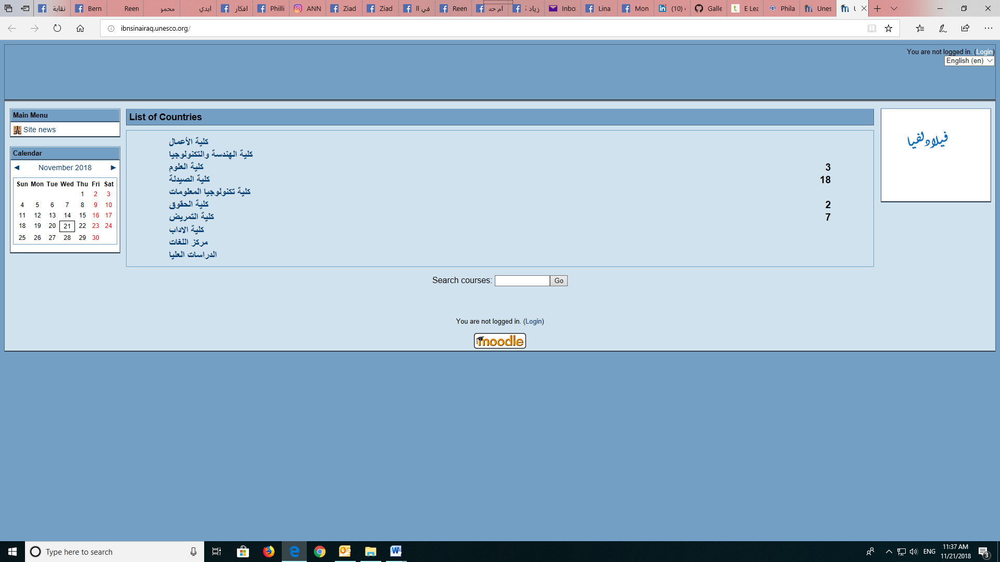 نقابة
Bern
Reen
محمو
ايدي
افكار
Philli
ANN
Ziad
Ziad
في ال
Reen
ام حس
زياد
Inbo
Lina
Mon
(10)
Galle
E Lea
Phila
Unes
ibnsinairaq.unesco.org/
You are not logged in. (Login)
English (en)
Main Menu
Site news
Calendar
◄ November 2018 ►
Sun Mon Tue Wed Thu Fri Sat
1 2 3
4 5 6 7 8 9 10
11 12 13 14 15 16 17
18 19 20 21 22 23 24
25 26 27 28 29 30
List of Countries
كلية الأعمال
كلية الهندسة والتكنولوجيا
كلية العلوم 3
كلية الصيدلة 18
كلية تكنولوجيا المعلومات
كلية الحقوق 2
كلية التمريض 7
كلية الاداب
مركز اللغات
الدراسات العليا
Search courses: Go
You are not logged in. (Login)
moodle
فيلادلفيا
Type here to search
ENG
11:37 AM
11/21/2018
3